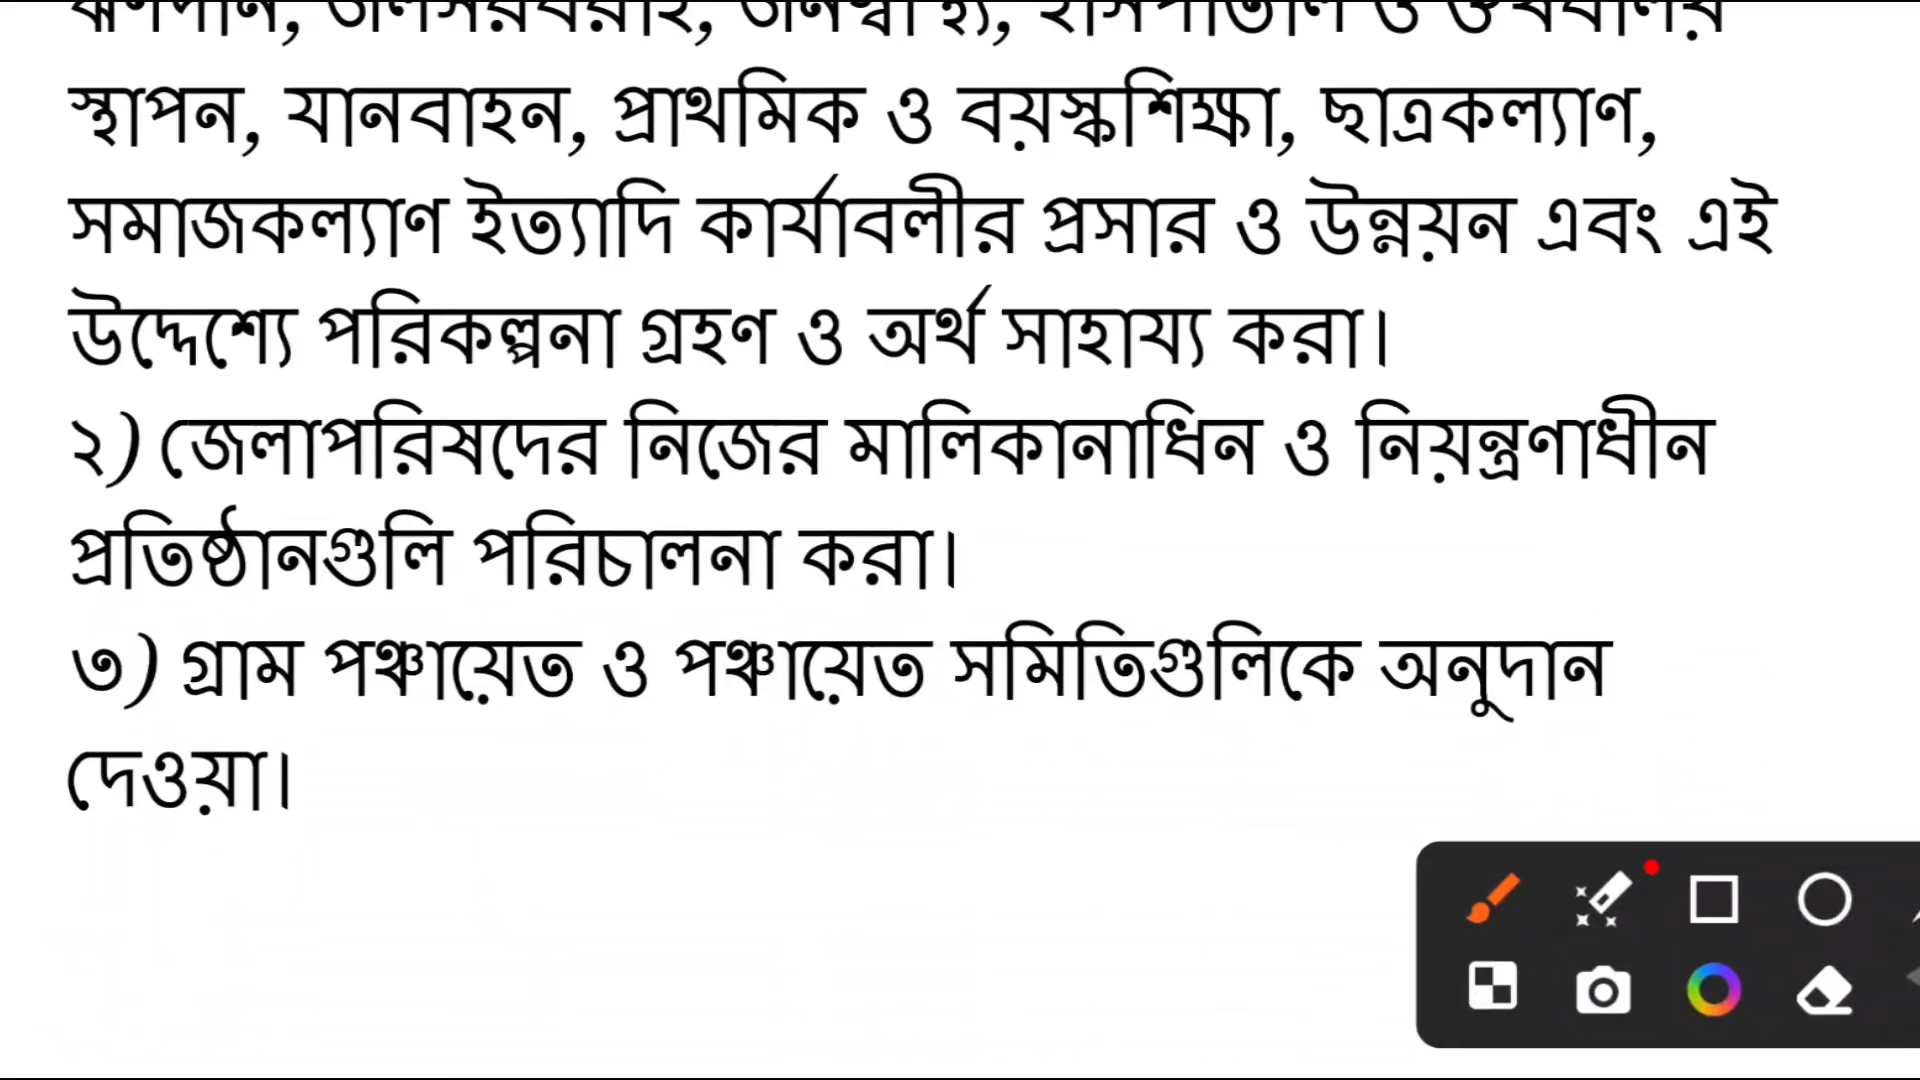 স্থাপন, যানবাহন, প্রাথমিক ও বয়স্কশিক্ষা, ছাত্রকল্যাণ,
সমাজকল্যাণ ইত্যাদি কার্যাবলীর প্রসার ও উন্নয়ন এবং এই
উদ্দেশ্যে পরিকল্পনা গ্রহণ ও অর্থ সাহায্য করা।
২) জেলাপরিষদের নিজের মালিকানাধিন ও নিয়ন্ত্রণাধীন
প্রতিষ্ঠানগুলি পরিচালনা করা।
৩) গ্রাম পঞ্চায়েত ও পঞ্চায়েত সমিতিগুলিকে অনুদান
দেওয়া।